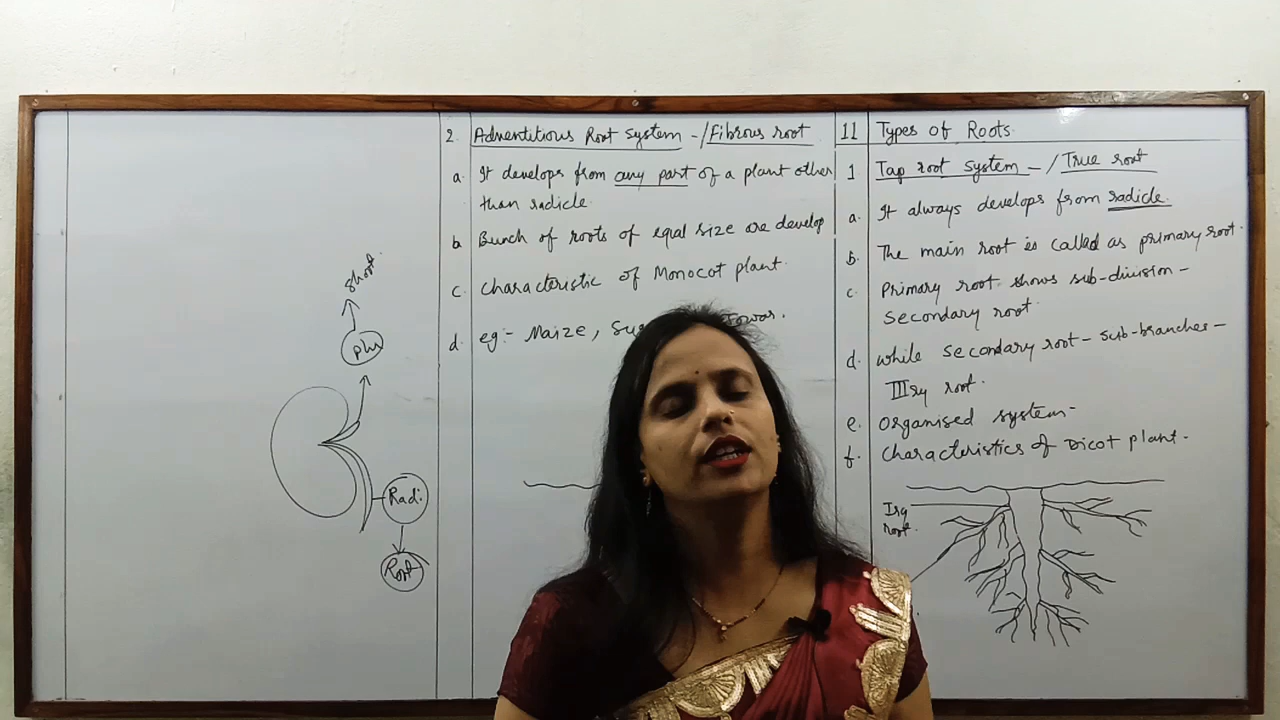 11 Types of Roots.
1 Tap root system - / True root
a. It always develops from radicle.
b. The main root is called as primary root.
c. Primary root shows sub-division -
Secondary root.
d. while secondary root - sub-branches -
IIIry root.
e. Organised system -
f. Characteristics of Dicot plant.
Iry
root.
2. Adventitious Root System - / Fibrous root
a. It develops from any part of a plant other
than radicle.
b Bunch of roots of equal size are develop
c. Characteristic of Monocot plant.
d. eg:- Maize, Jowar.
Shoot.
plu
Radi.
Root